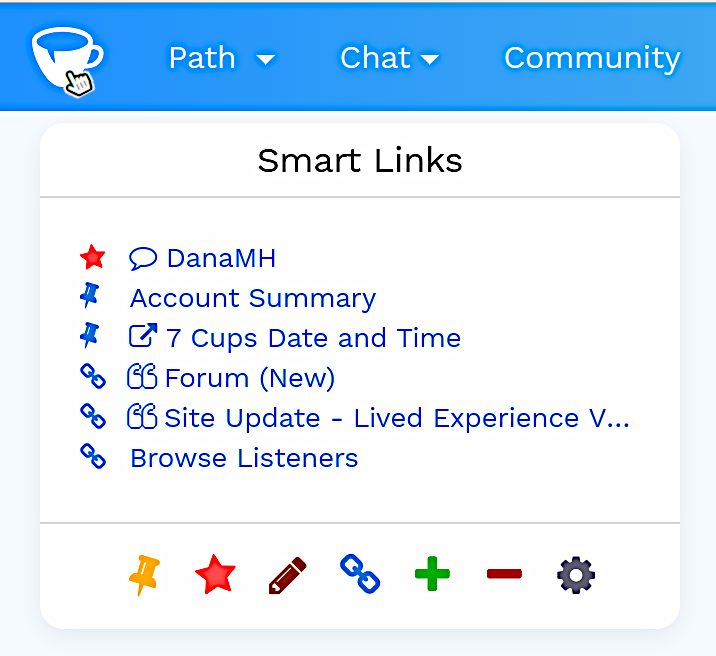 Path Chat Community
Smart Links
DanaMH
Account Summary
7 Cups Date and Time
Forum (New)
Site Update - Lived Experience V...
Browse Listeners